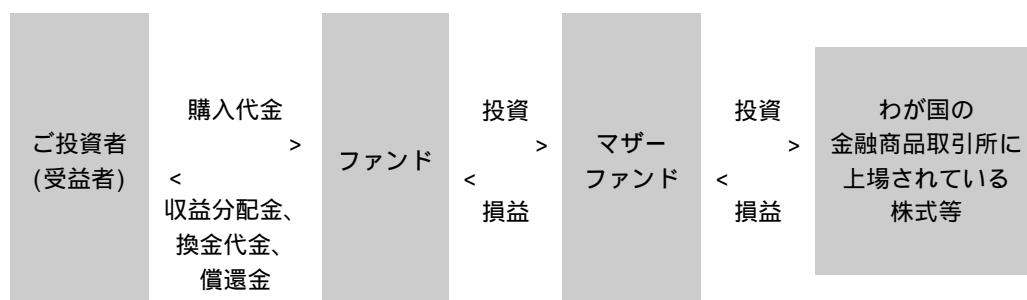 ご投資者
(受益者)
購入代金
>
<
収益分配金、
換金代金、
償還金
ファンド
投資
>
<
損益
マザー
ファンド
投資
>
<
損益
わが国の
金融商品取引所に
上場されている
株式等